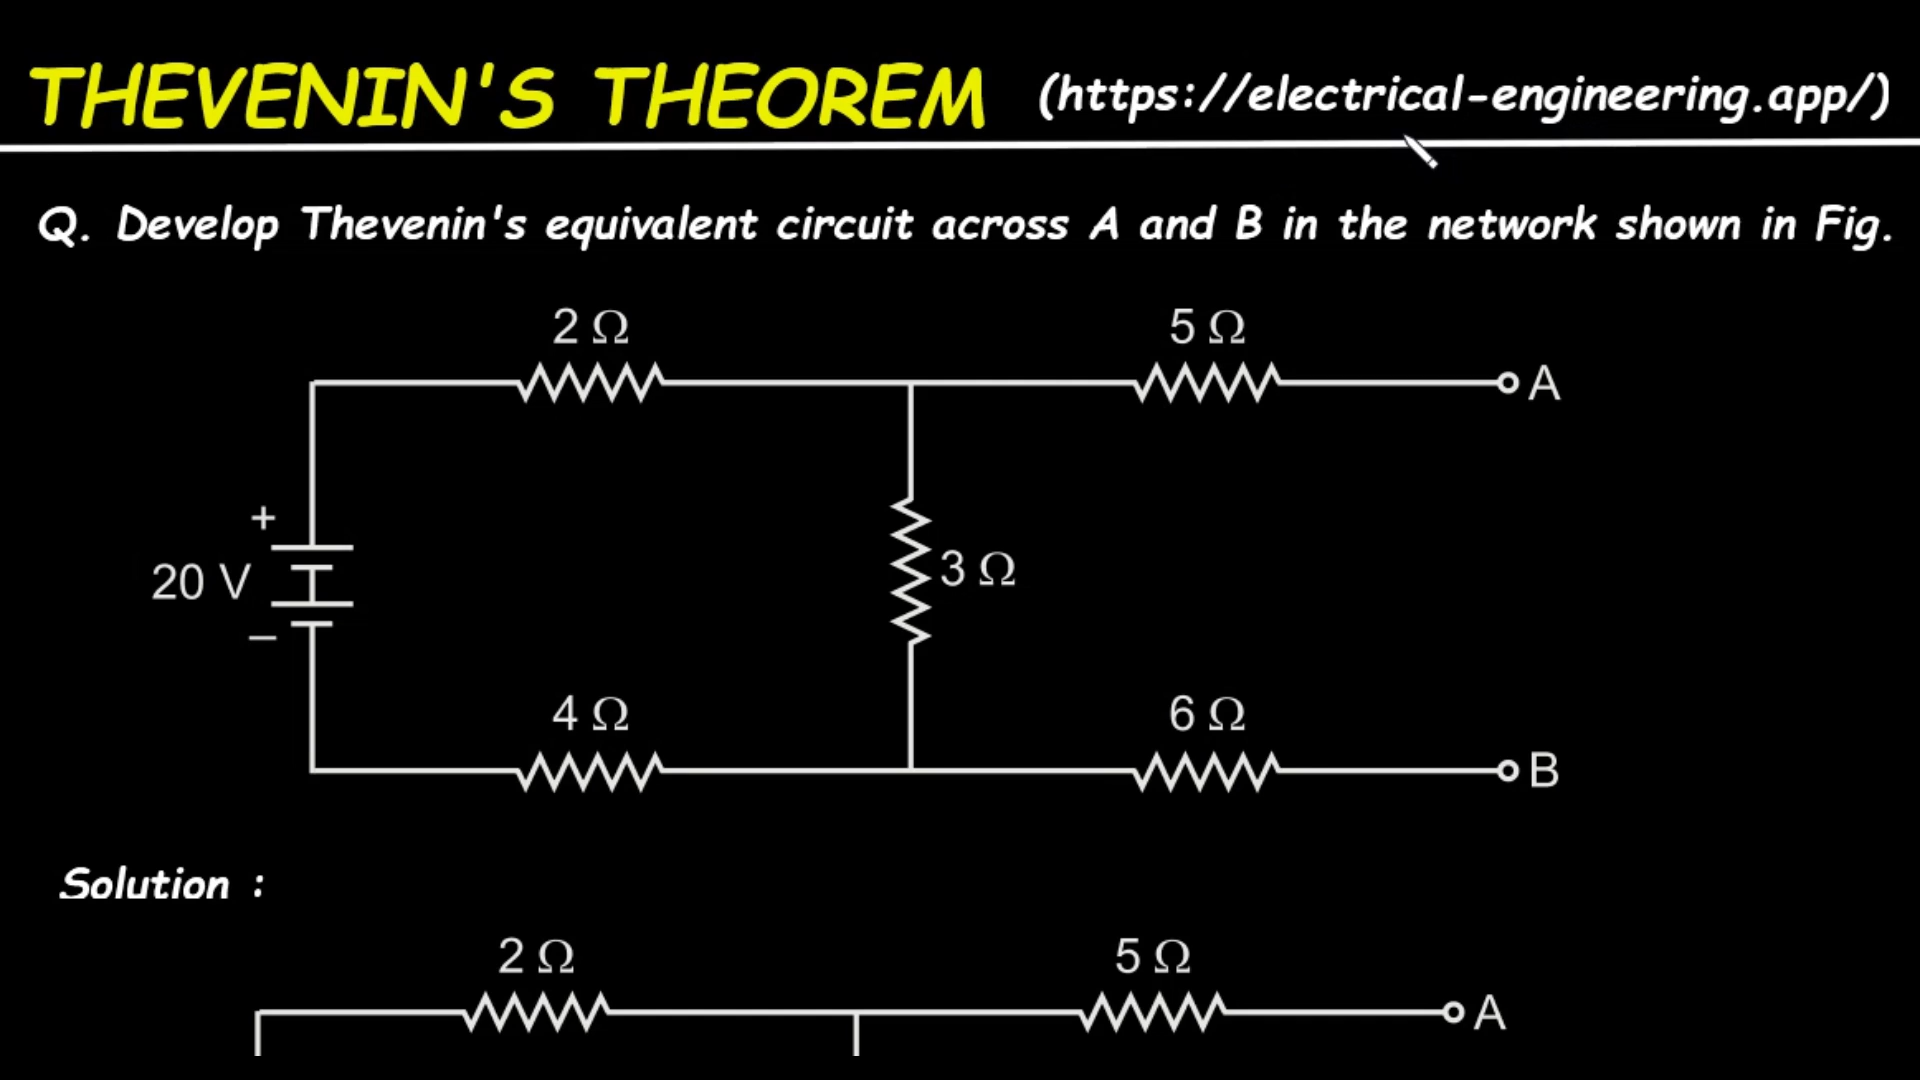 THEVENIN'S THEOREM (https://electrical-engineering.app/)
Q. Develop Thevenin's equivalent circuit across A and B in the network shown in Fig.
2 Ω 5 Ω
A
+
20 V
3 Ω
–
4 Ω 6 Ω
B
Solution :
2 Ω 5 Ω
A